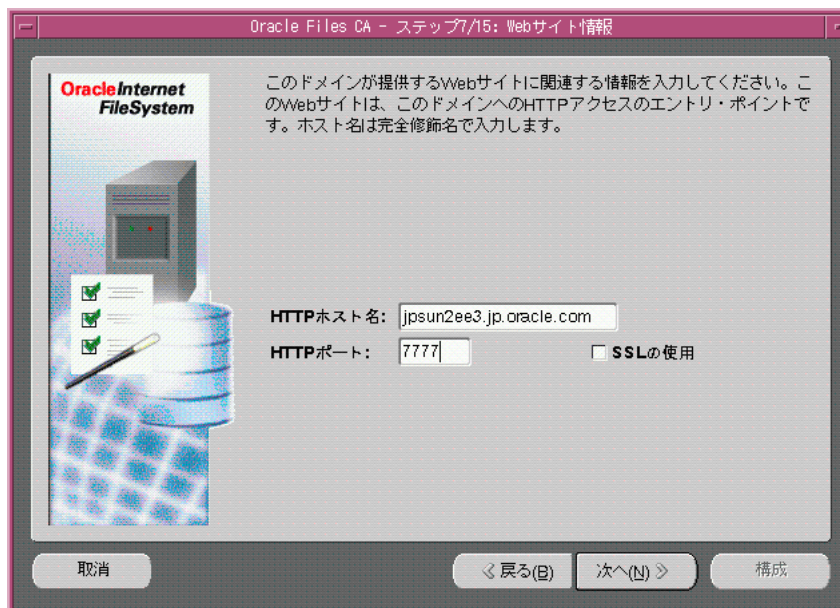 Oracle Files CA - ステップ7/15: Webサイト情報
OracleInternet
FileSystem
このドメインが提供するWebサイトに関連する情報を入力してください。こ
のWebサイトは、このドメインへのHTTPアクセスのエントリ・ポイントで
す。ホスト名は完全修飾名で入力します。
HTTPホスト名: jpsun2ee3.jp.oracle.com
HTTPポート: 7777 SSLの使用
取消 戻る(B) 次へ(N) 構成